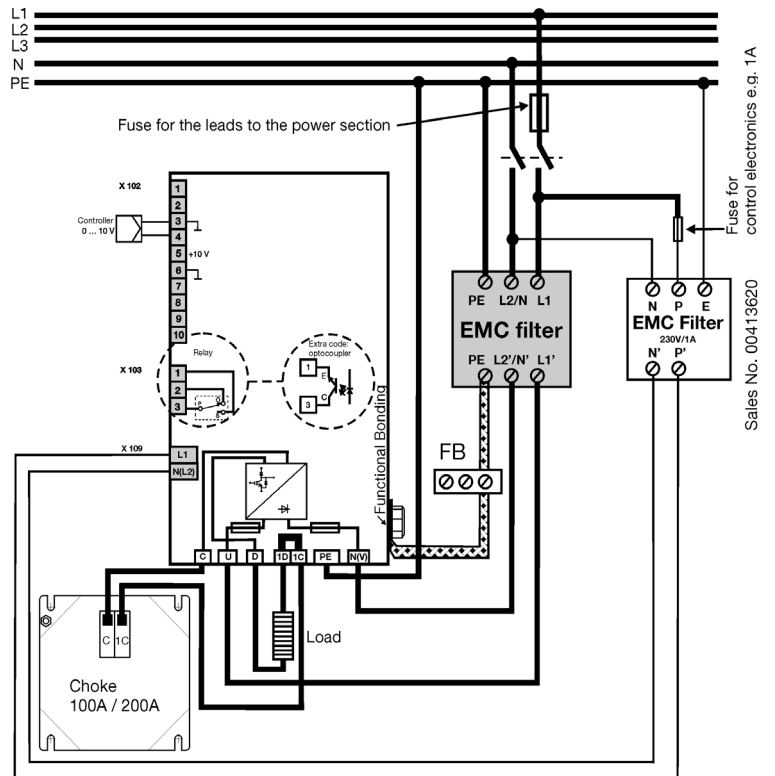 L1
L2
L3
N
PE
Fuse for the leads to the power section
Fuse for
control electronics e.g. 1A
Sales No. 00413620
X 102
1
2
3
4
5
6
7
8
9
10
+10 V
Controller
0 ... 10 V
Relay
Extra code:
optocoupler
1
E
C
3
X 103
1
2
3
X 109
L1
N(L2)
Functional Bonding
PE L2/N L1
EMC filter
PE L2'/N' L1'
FB
N P E
EMC Filter
230V/1A
N' P'
C U D 1D 1C PE N(V)
Load
C 1C
Choke
100A / 200A